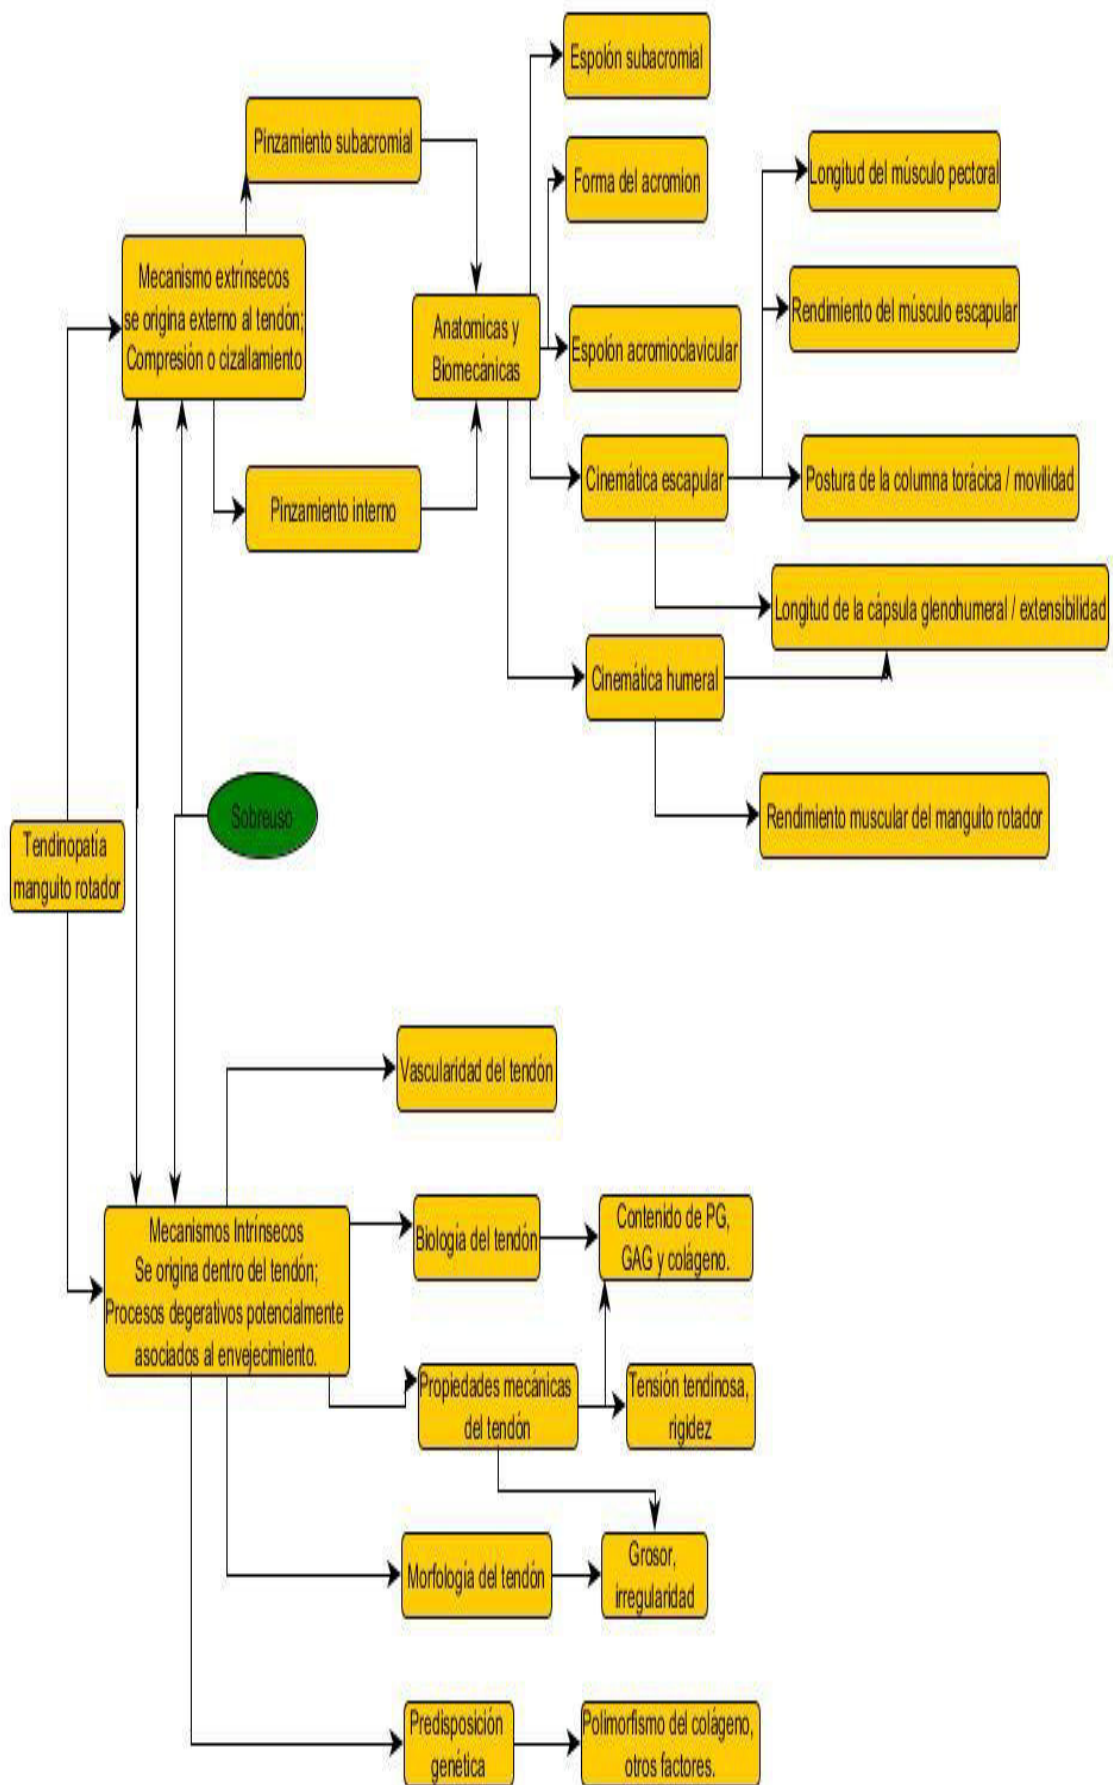 Espolón subacromial
Pinzamiento subacromial
Forma del acromion
Longitud del músculo pectoral
Mecanismo extrínsecos
se origina externo al tendón;
Compresión o cizallamiento
Anatomicas y
Biomecánicas
Espolón acromioclavicular
Rendimiento del músculo escapular
Pinzamiento interno
Cinemática escapular
Postura de la columna torácica / movilidad
Longitud de la cápsula glenohumeral / extensibilidad
Cinemática humeral
Sobreuso
Rendimiento muscular del manguito rotador
Tendinopatía
manguito rotador
Vascularidad del tendón
Mecanismos Intrínsecos
Se origina dentro del tendón;
Procesos degerativos potencialmente
asociados al envejecimiento.
Biología del tendón
Contenido de PG,
GAG y colágeno.
Propiedades mecánicas
del tendón
Tensión tendinosa,
rigidez
Morfología del tendón
Grosor,
irregularidad
Predisposición
genética
Polimorfismo del colágeno,
otros factores.